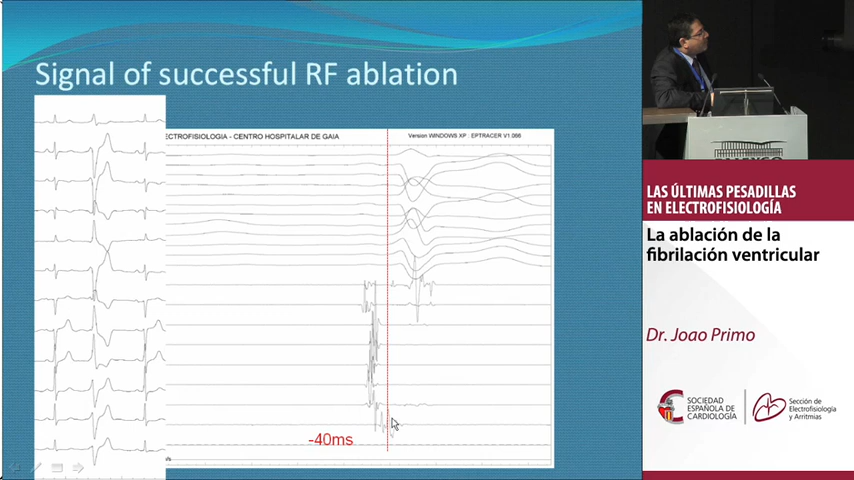 Signal of successful RF ablation
ECTROFISIOLOGIA - CENTRO HOSPITALAR DE GAIA
Version WINDOWS XP : EPTRACER V1.066
-40ms
LAS ÚLTIMAS PESADILLAS
EN ELECTROFISIOLOGÍA
La ablación de la
fibrilación ventricular
Dr. Joao Primo
SOCIEDAD
ESPAÑOLA DE
CARDIOLOGÍA
Sección de
Electrofisiología
y Arritmias